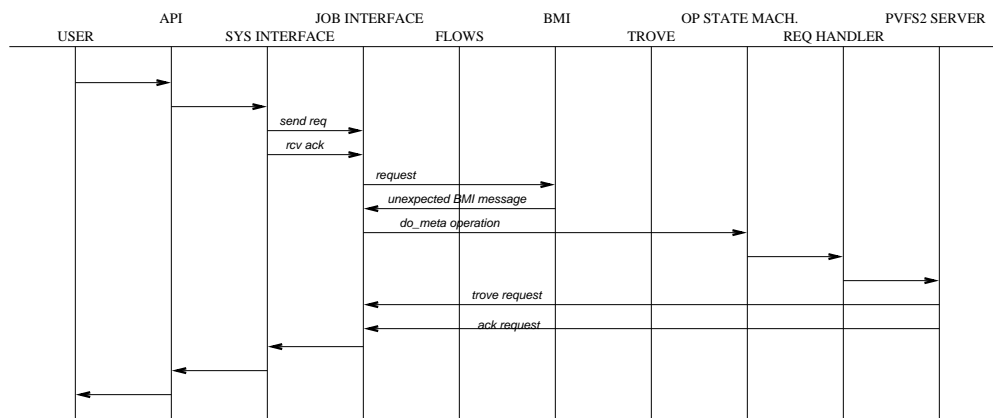 API JOB INTERFACE BMI OP STATE MACH. PVFS2 SERVER
USER SYS INTERFACE FLOWS TROVE REQ HANDLER
send req
rcv ack
request
unexpected BMI message
do_meta operation
trove request
ack request